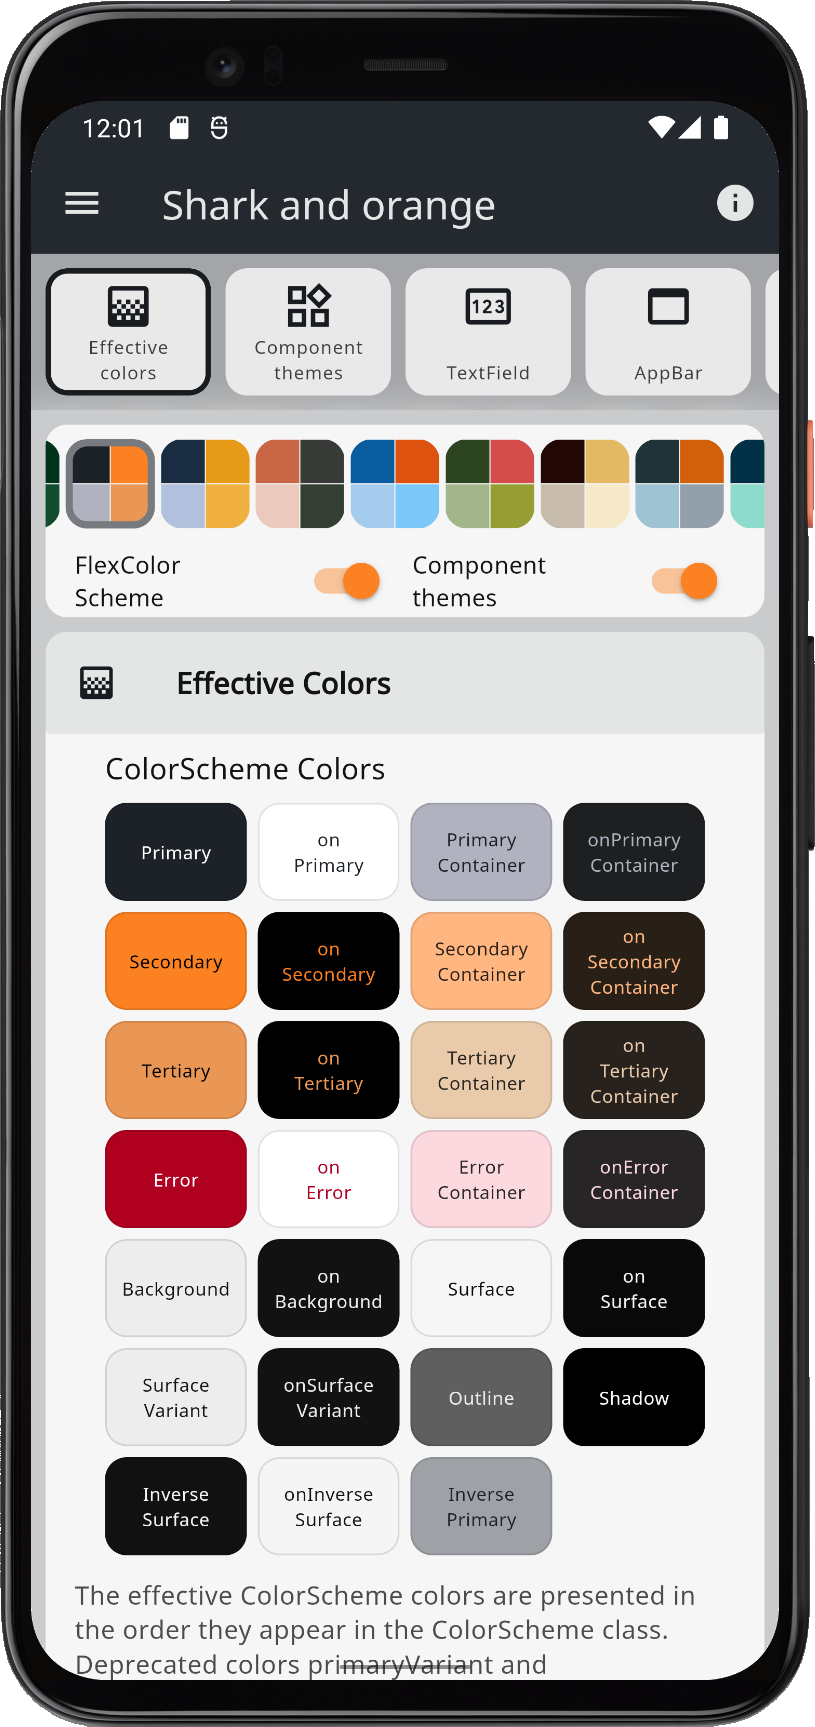 12:01
Shark and orange
Effective
colors
Component
themes
123
TextField
AppBar
FlexColor
Scheme
Component
themes
Effective Colors
ColorScheme Colors
Primary
on
Primary
Primary
Container
onPrimary
Container
Secondary
on
Secondary
Secondary
Container
on
Secondary
Container
Tertiary
on
Tertiary
Tertiary
Container
on
Tertiary
Container
Error
on
Error
Error
Container
onError
Container
Background
on
Background
Surface
on
Surface
Surface
Variant
onSurface
Variant
Outline
Shadow
Inverse
Surface
onInverse
Surface
Inverse
Primary
The effective ColorScheme colors are presented in
the order they appear in the ColorScheme class.
Deprecated colors primaryVariant and